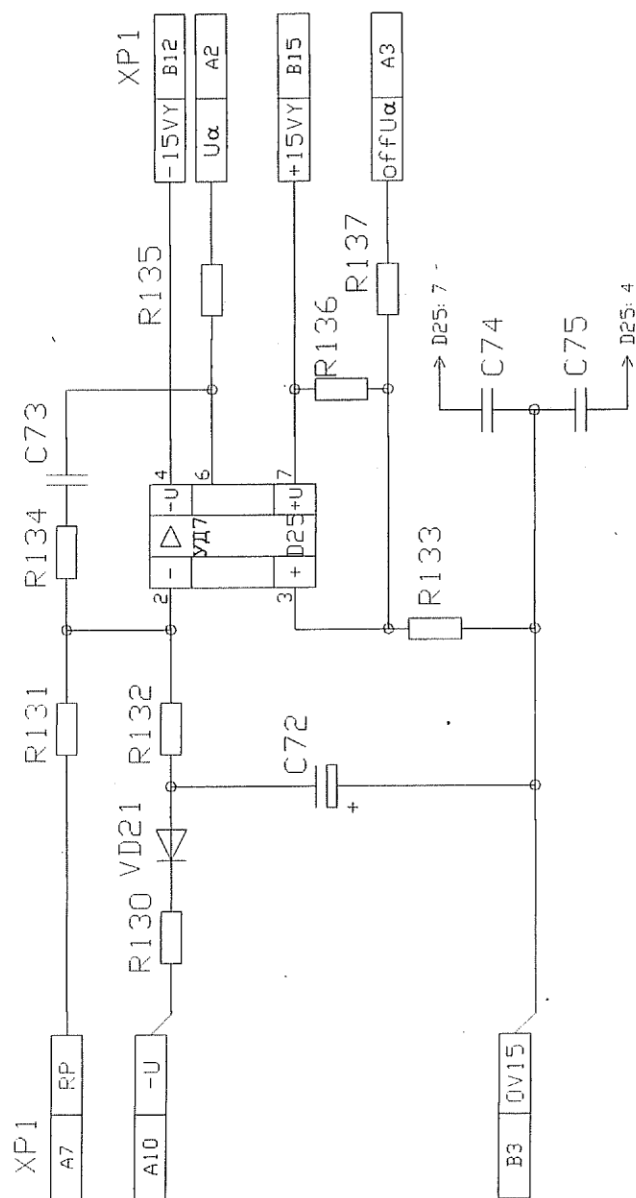 XP1
-15VY B12
Uα A2
+15VY B15
offUα A3
R135
R137
R136
C73
R134
4
6
7
-U
УД7
+U
D25
-
+
2
3
D25:7
C74
C75
D25:4
R133
R131
R132
C72
+
VD21
R130
XP1
A7 RP
A10 -U
B3 0V15